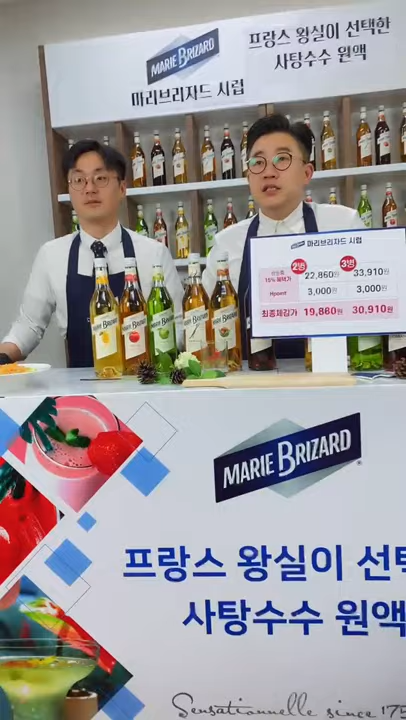 MARIE BRIZARD
마리브리자드 시럽
프랑스 왕실이 선택한
사탕수수 원액
마리브리자드 시럽
2병 3병
15% 혜택가 22,860원 33,910원
Hpoint 3,000원 3,000원
최종체감가 19,860원 30,910원
MARIE BRIZARD
프랑스 왕실이 선택
사탕수수 원액
Sensationnelle since 175